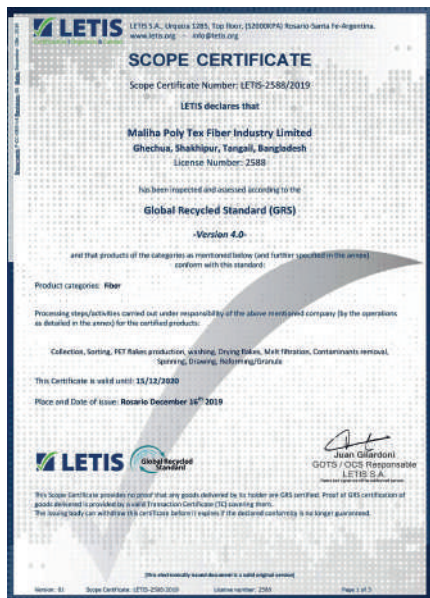 LETIS
LETIS S.A., Urquiza 1285, Top floor, (S2000KPA) Rosario-Santa Fe-Argentina.
www.letis.org - info@letis.org
SCOPE CERTIFICATE
Scope Certificate Number: LETIS-2588/2019
LETIS declares that
Maliha Poly Tex Fiber Industry Limited
Ghechua, Shakhipur, Tangail, Bangladesh
License Number: 2588
has been inspected and assessed according to the
Global Recycled Standard (GRS)
-Version 4.0-
and that products of the categories as mentioned below (and further specified in the annex)
conform with this standard:
Product categories: Fiber
Processing steps/activities carried out under responsibility of the above mentioned company (by the operations
as detailed in the annex) for the certified products:
Collection, Sorting, PET flakes production, washing, Drying flakes, Melt filtration, Contaminants removal,
Spinning, Drawing, Reforming/Granule
This Certificate is valid until: 15/12/2020
Place and Date of issue: Rosario December 16th 2019
LETIS
Global Recycled
Standard
Juan Gilardoni
GOTS / OCS Responsable
LETIS S.A.
This Scope Certificate provides no proof that any goods delivered by its holder are GRS certified. Proof of GRS certification of
goods delivered is provided by a valid Transaction Certificate (TC) covering them.
The issuing body can withdraw this certificate before it expires if the declared conformity is no longer guaranteed.
(This electronically issued document is a valid original version)
Version: 01 Scope Certificate: LETIS-2588/2019 License number: 2588 Page 1 of 3